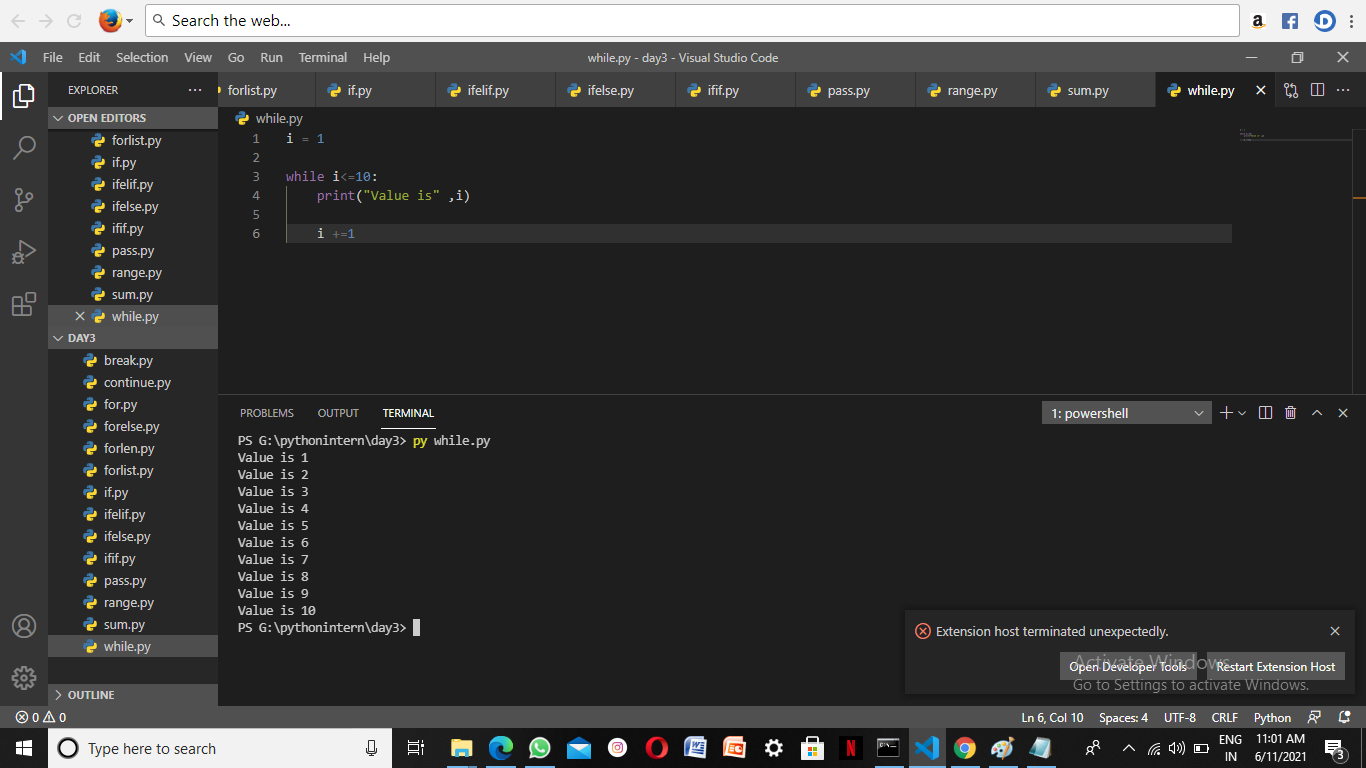 Search the web...
File Edit Selection View Go Run Terminal Help
while.py - day3 - Visual Studio Code
EXPLORER
OPEN EDITORS
forlist.py
if.py
ifelif.py
ifelse.py
ifif.py
pass.py
range.py
sum.py
while.py
DAY3
break.py
continue.py
for.py
forelse.py
forlen.py
forlist.py
if.py
ifelif.py
ifelse.py
ifif.py
pass.py
range.py
sum.py
while.py
OUTLINE
forlist.py if.py ifelif.py ifelse.py ifif.py pass.py range.py sum.py while.py
while.py
1 i = 1
2
3 while i<=10:
4 print("Value is" ,i)
5
6 i +=1
PROBLEMS OUTPUT TERMINAL
1: powershell
PS G:\pythonintern\day3> py while.py
Value is 1
Value is 2
Value is 3
Value is 4
Value is 5
Value is 6
Value is 7
Value is 8
Value is 9
Value is 10
PS G:\pythonintern\day3>
Extension host terminated unexpectedly.
Open Developer Tools Restart Extension Host
Activate Windows
Go to Settings to activate Windows.
0 0
Ln 6, Col 10 Spaces: 4 UTF-8 CRLF Python
Type here to search
ENG
IN
11:01 AM
6/11/2021
3